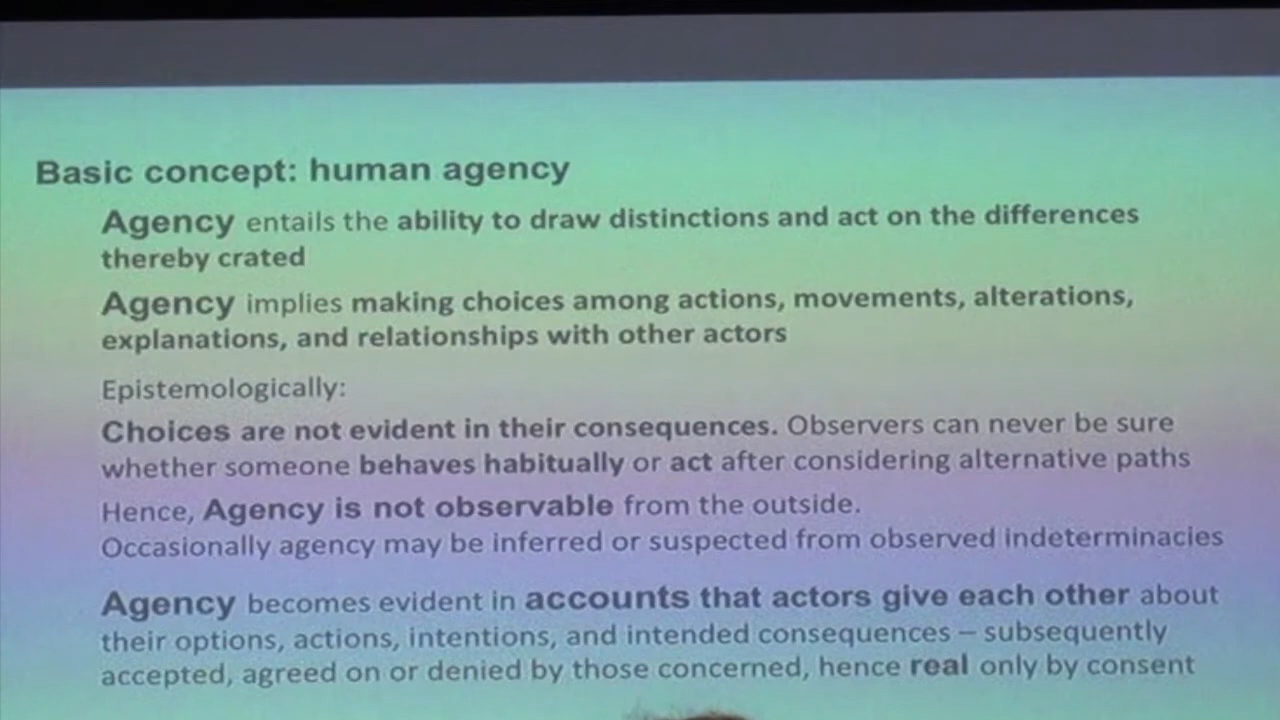 Basic concept: human agency
Agency entails the ability to draw distinctions and act on the differences
thereby crated
Agency implies making choices among actions, movements, alterations,
explanations, and relationships with other actors
Epistemologically:
Choices are not evident in their consequences. Observers can never be sure
whether someone behaves habitually or act after considering alternative paths
Hence, Agency is not observable from the outside.
Occasionally agency may be inferred or suspected from observed indeterminacies
Agency becomes evident in accounts that actors give each other about
their options, actions, intentions, and intended consequences – subsequently
accepted, agreed on or denied by those concerned, hence real only by consent